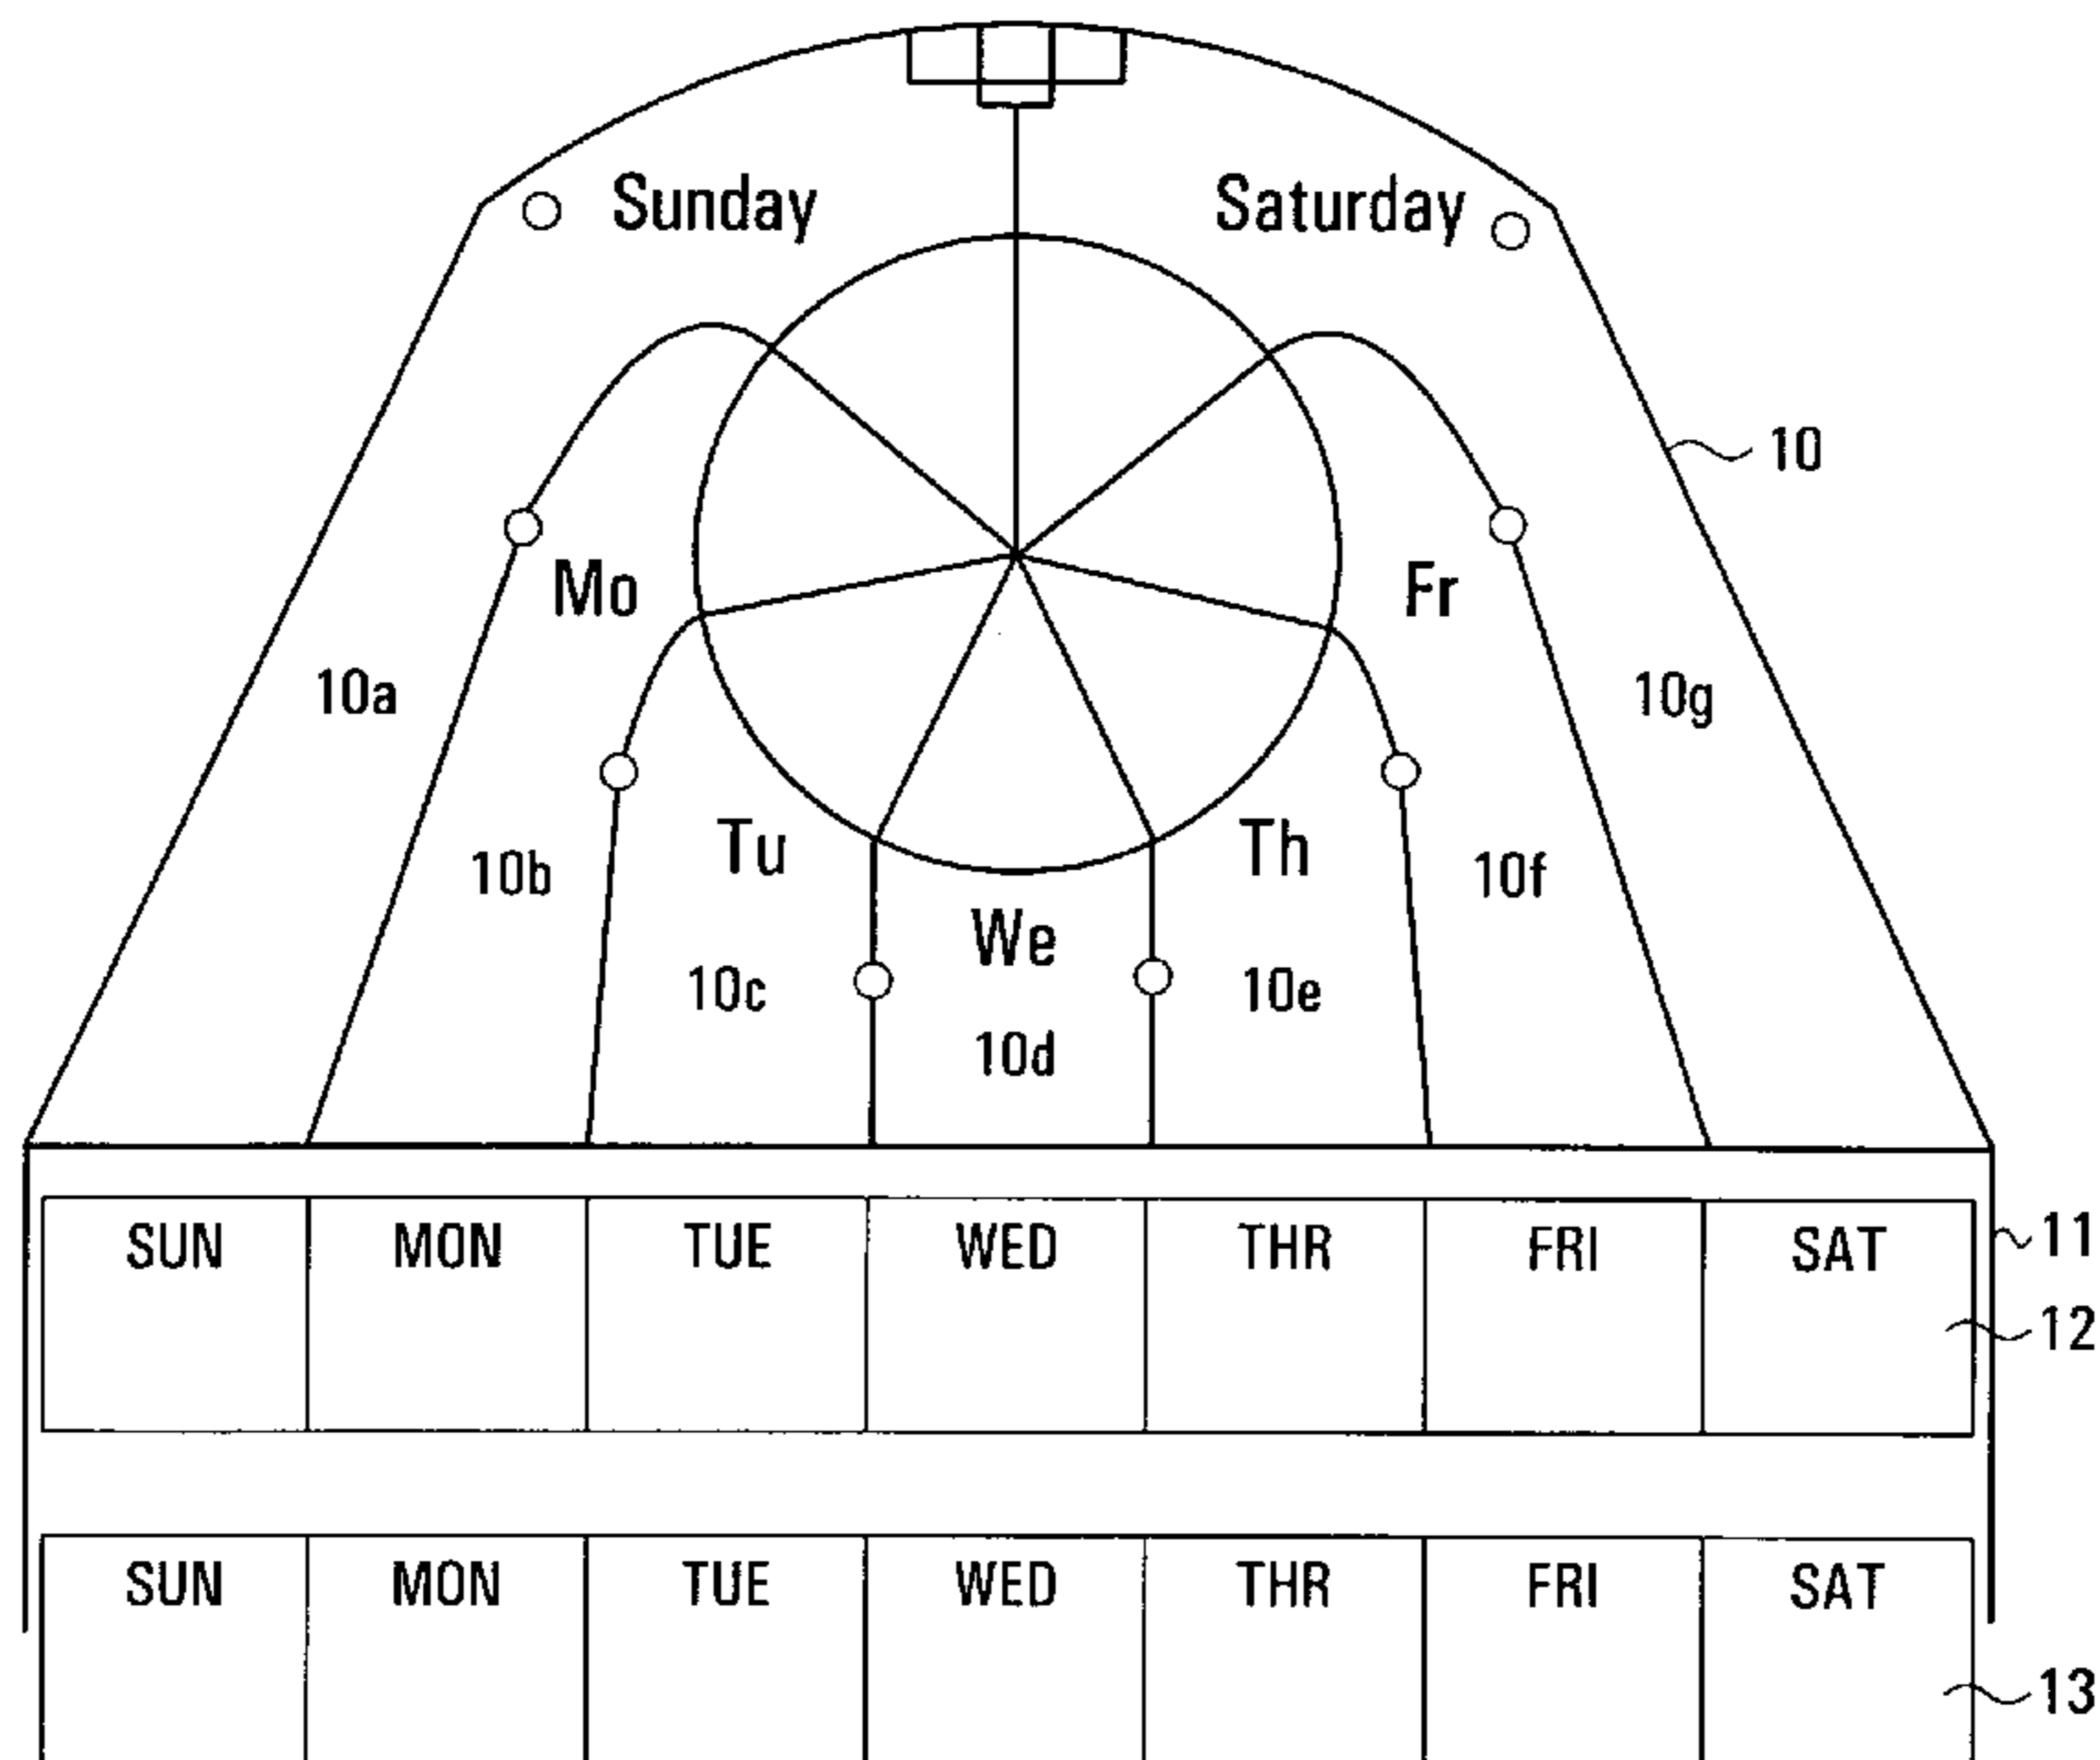 Sunday Saturday
10
Mo Fr
10a 10g
Tu Th
10b 10f
We
10c 10e
10d
SUN MON TUE WED THR FRI SAT 11
12
SUN MON TUE WED THR FRI SAT
13